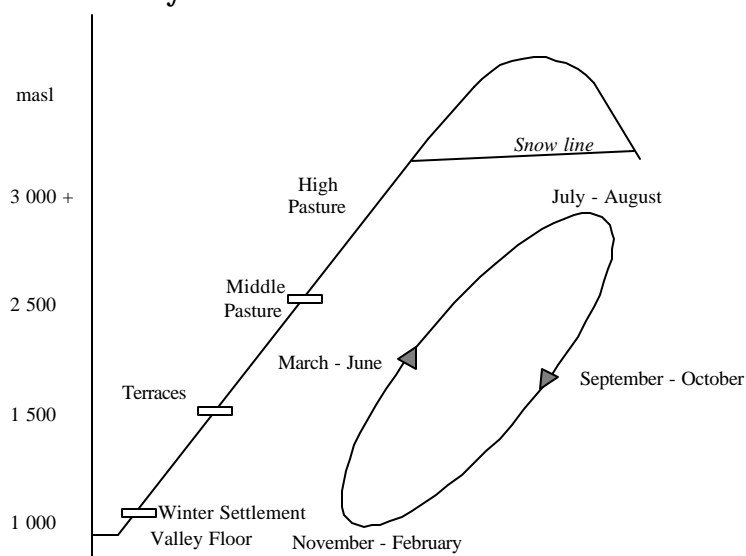 masl
Snow line
High
Pasture
3 000 +
July - August
Middle
Pasture
2 500
March - June
September - October
Terraces
1 500
Winter Settlement
1 000
Valley Floor
November - February